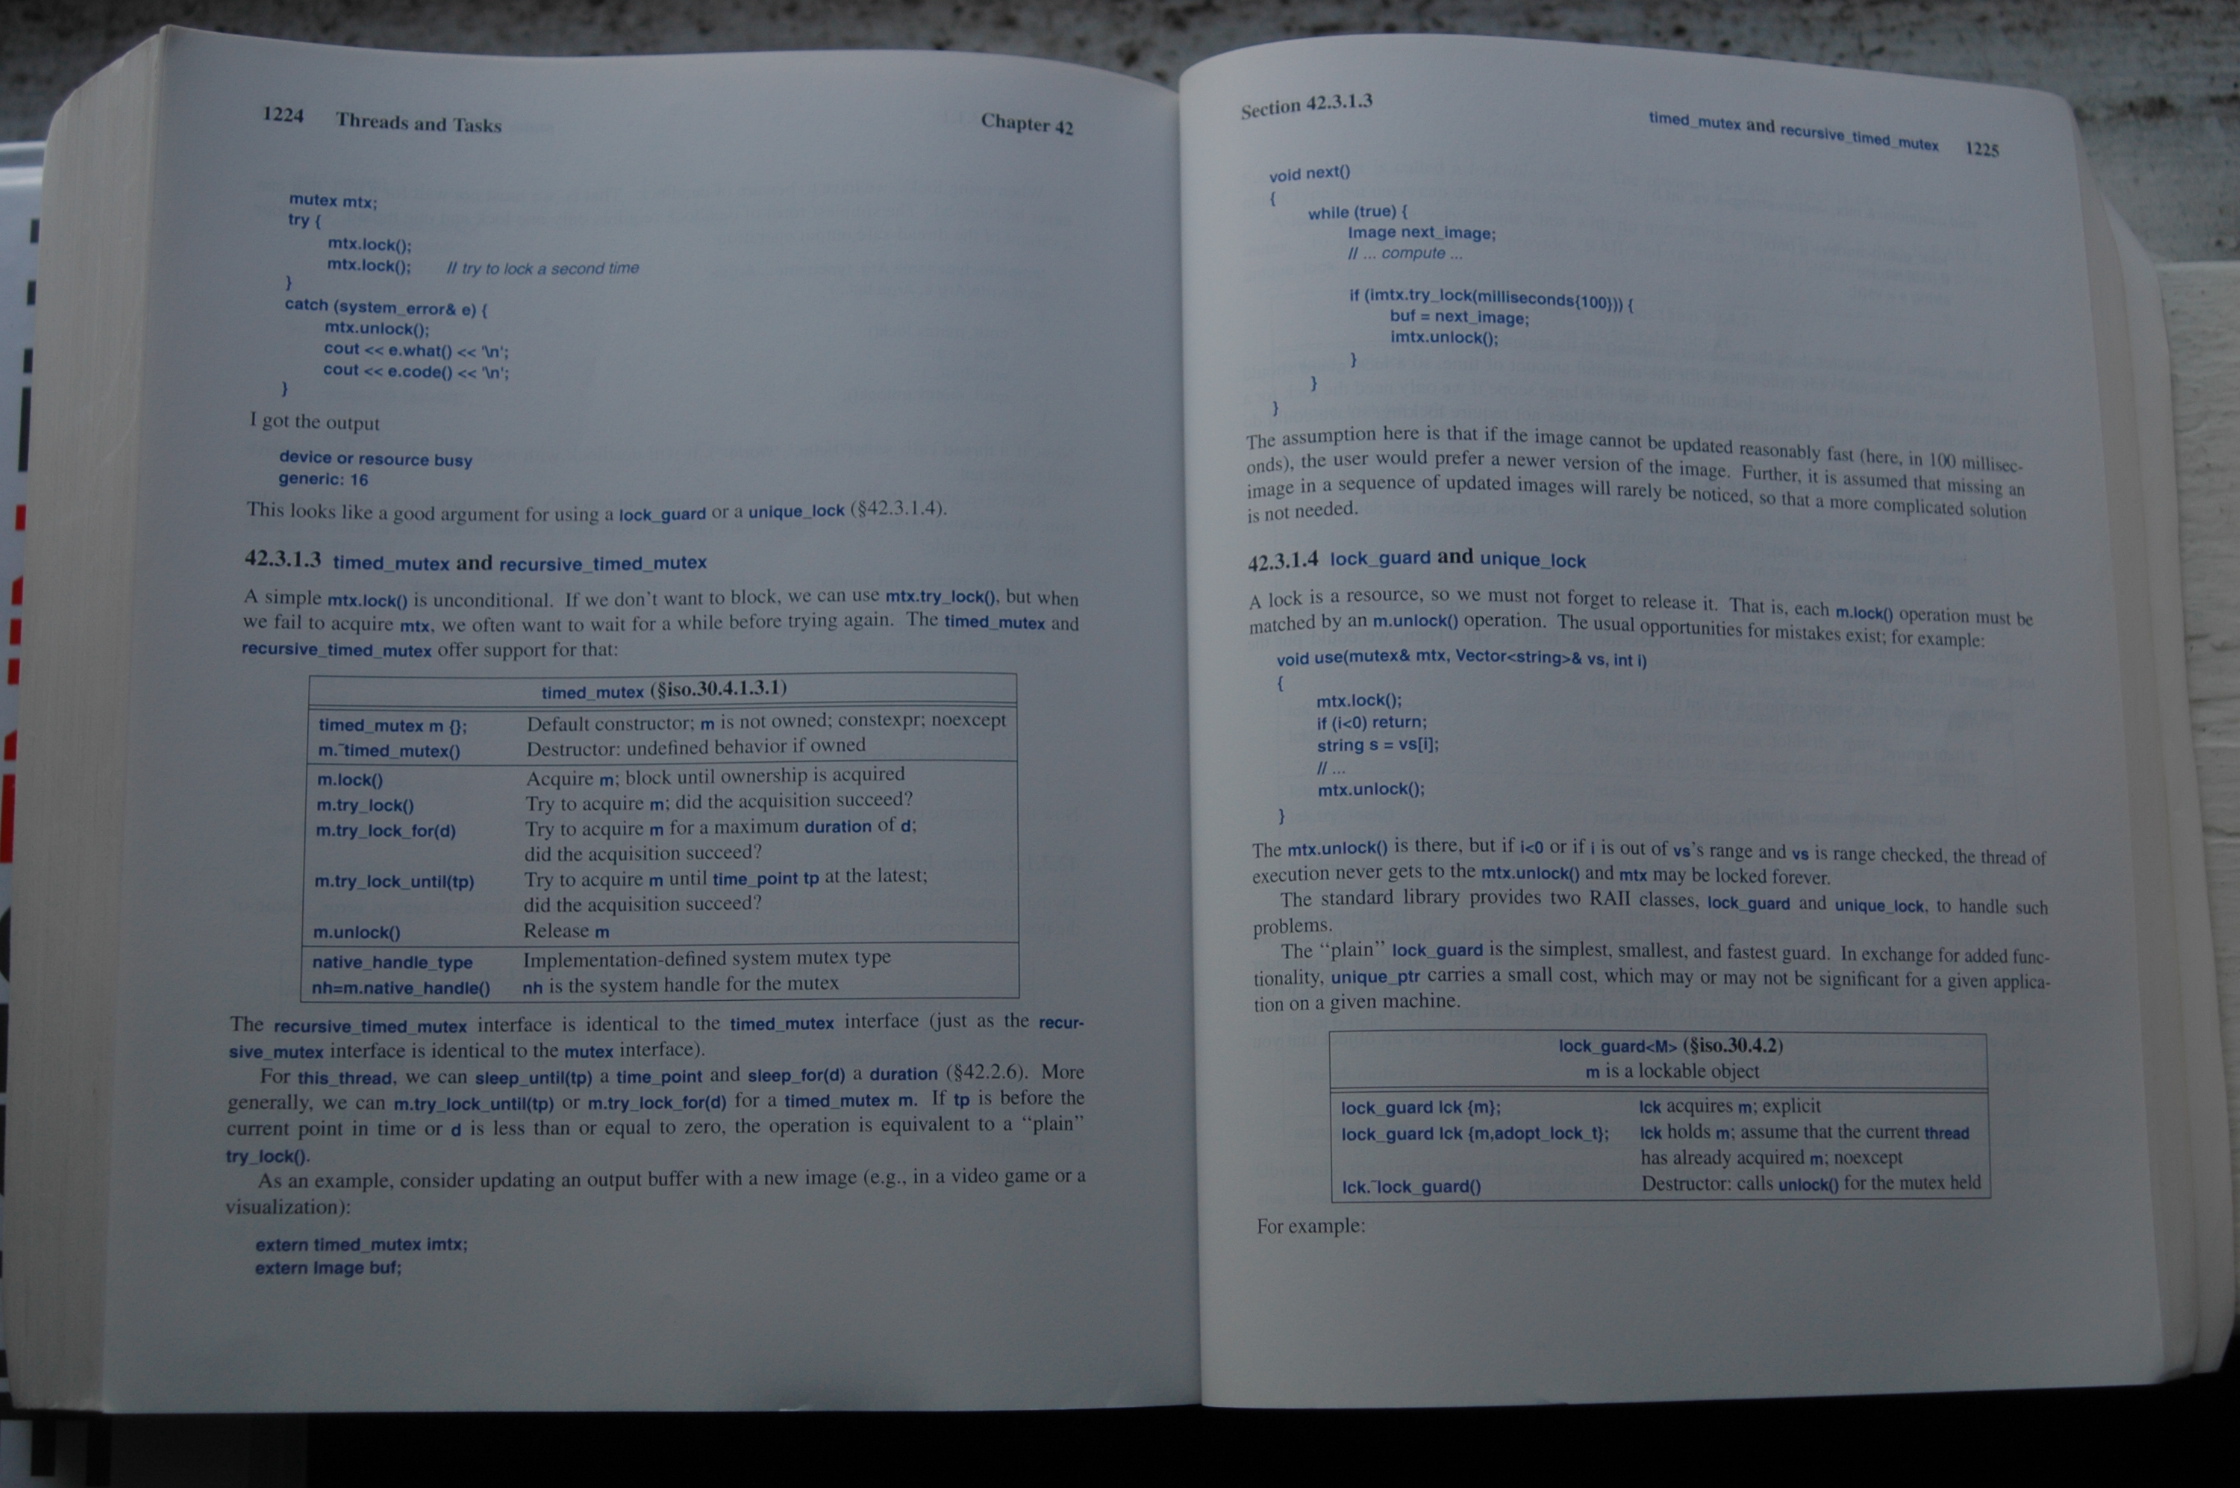 1224 Threads and Tasks Chapter 42
mutex mtx;
try {
mtx.lock();
mtx.lock(); // try to lock a second time
}
catch (system_error& e) {
mtx.unlock();
cout << e.what() << '\n';
cout << e.code() << '\n';
}
I got the output
device or resource busy
generic: 16
This looks like a good argument for using a lock_guard or a unique_lock (§42.3.1.4).
42.3.1.3 timed_mutex and recursive_timed_mutex
A simple mtx.lock() is unconditional. If we don't want to block, we can use mtx.try_lock(), but when
we fail to acquire mtx, we often want to wait for a while before trying again. The timed_mutex and
recursive_timed_mutex offer support for that:
timed_mutex (§iso.30.4.1.3.1)
timed_mutex m {}; Default constructor; m is not owned; constexpr; noexcept
m.~timed_mutex() Destructor: undefined behavior if owned
m.lock() Acquire m; block until ownership is acquired
m.try_lock() Try to acquire m; did the acquisition succeed?
m.try_lock_for(d) Try to acquire m for a maximum duration of d;
did the acquisition succeed?
m.try_lock_until(tp) Try to acquire m until time_point tp at the latest;
did the acquisition succeed?
m.unlock() Release m
native_handle_type Implementation-defined system mutex type
nh=m.native_handle() nh is the system handle for the mutex
The recursive_timed_mutex interface is identical to the timed_mutex interface (just as the recur-
sive_mutex interface is identical to the mutex interface).
For this_thread, we can sleep_until(tp) a time_point and sleep_for(d) a duration (§42.2.6). More
generally, we can m.try_lock_until(tp) or m.try_lock_for(d) for a timed_mutex m. If tp is before the
current point in time or d is less than or equal to zero, the operation is equivalent to a “plain”
try_lock().
As an example, consider updating an output buffer with a new image (e.g., in a video game or a
visualization):
extern timed_mutex imtx;
extern Image buf;
Section 42.3.1.3 timed_mutex and recursive_timed_mutex 1225
void next()
{
while (true) {
Image next_image;
// ... compute ...
if (imtx.try_lock(milliseconds{100})) {
buf = next_image;
imtx.unlock();
}
}
}
The assumption here is that if the image cannot be updated reasonably fast (here, in 100 millisec-
onds), the user would prefer a newer version of the image. Further, it is assumed that missing an
image in a sequence of updated images will rarely be noticed, so that a more complicated solution
is not needed.
42.3.1.4 lock_guard and unique_lock
A lock is a resource, so we must not forget to release it. That is, each m.lock() operation must be
matched by an m.unlock() operation. The usual opportunities for mistakes exist; for example:
void use(mutex& mtx, Vector<string>& vs, int i)
{
mtx.lock();
if (i<0) return;
string s = vs[i];
// ...
mtx.unlock();
}
The mtx.unlock() is there, but if i<0 or if i is out of vs's range and vs is range checked, the thread of
execution never gets to the mtx.unlock() and mtx may be locked forever.
The standard library provides two RAII classes, lock_guard and unique_lock, to handle such
problems.
The “plain” lock_guard is the simplest, smallest, and fastest guard. In exchange for added func-
tionality, unique_ptr carries a small cost, which may or may not be significant for a given applica-
tion on a given machine.
lock_guard<M> (§iso.30.4.2)
m is a lockable object
lock_guard lck {m}; lck acquires m; explicit
lock_guard lck {m,adopt_lock_t}; lck holds m; assume that the current thread
has already acquired m; noexcept
lck.~lock_guard() Destructor: calls unlock() for the mutex held
For example: